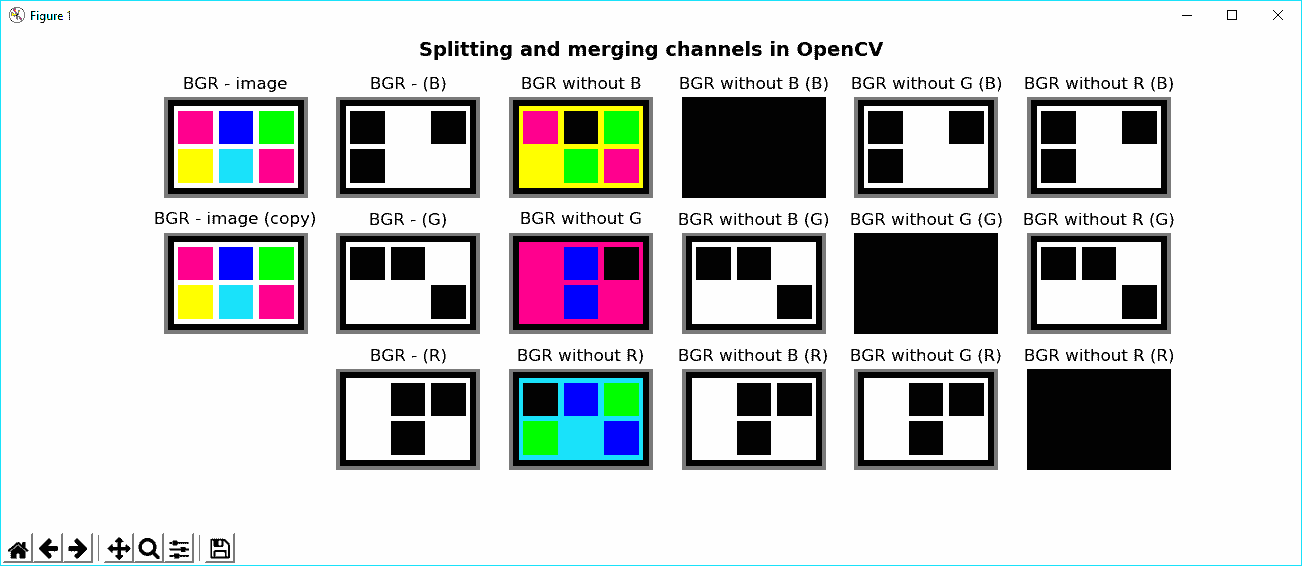 Figure 1
Splitting and merging channels in OpenCV
BGR - image
BGR - (B)
BGR without B
BGR without B (B)
BGR without G (B)
BGR without R (B)
BGR - image (copy)
BGR - (G)
BGR without G
BGR without B (G)
BGR without G (G)
BGR without R (G)
BGR - (R)
BGR without R)
BGR without B (R)
BGR without G (R)
BGR without R (R)